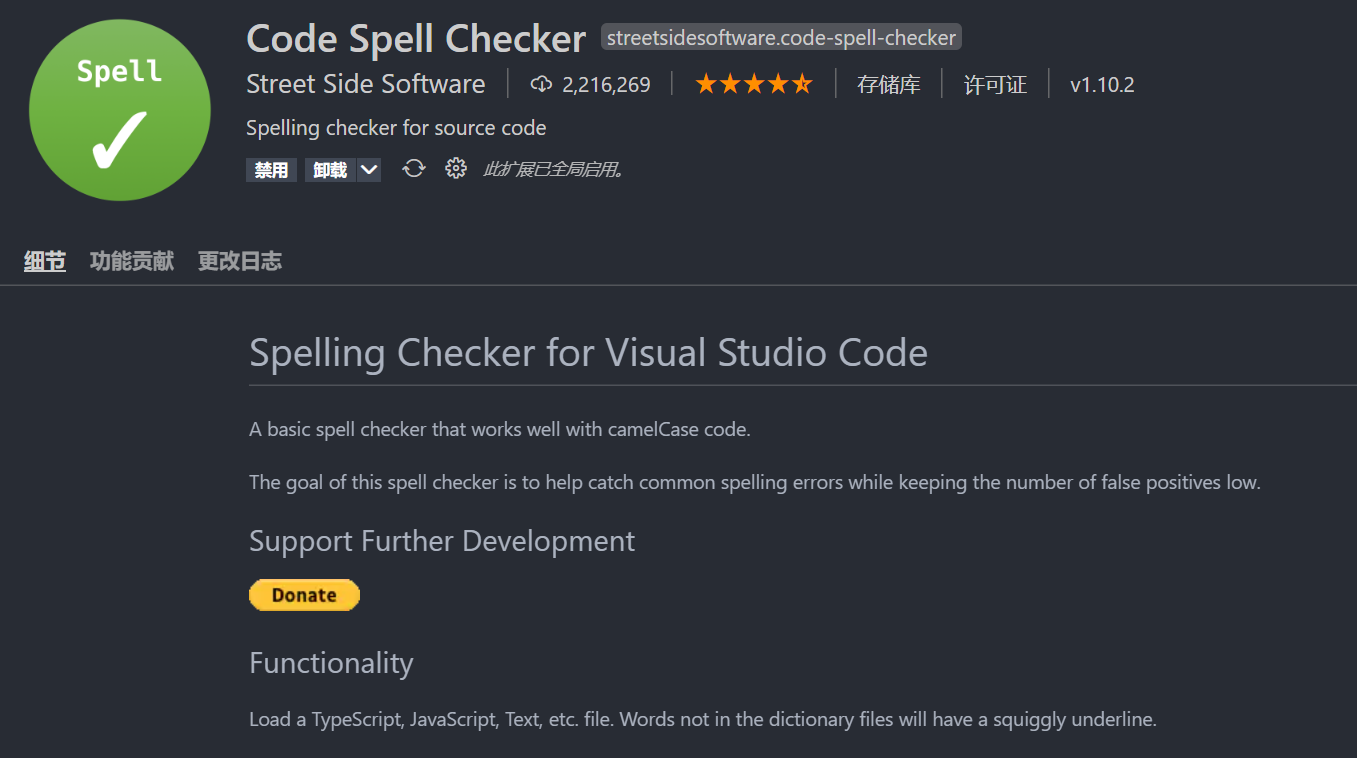 Spell
Code Spell Checker streetsidesoftware.code-spell-checker
Street Side Software 2,216,269 存储库 许可证 v1.10.2
Spelling checker for source code
禁用 卸载 此扩展已全局启用。
细节 功能贡献 更改日志
Spelling Checker for Visual Studio Code
A basic spell checker that works well with camelCase code.
The goal of this spell checker is to help catch common spelling errors while keeping the number of false positives low.
Support Further Development
Donate
Functionality
Load a TypeScript, JavaScript, Text, etc. file. Words not in the dictionary files will have a squiggly underline.